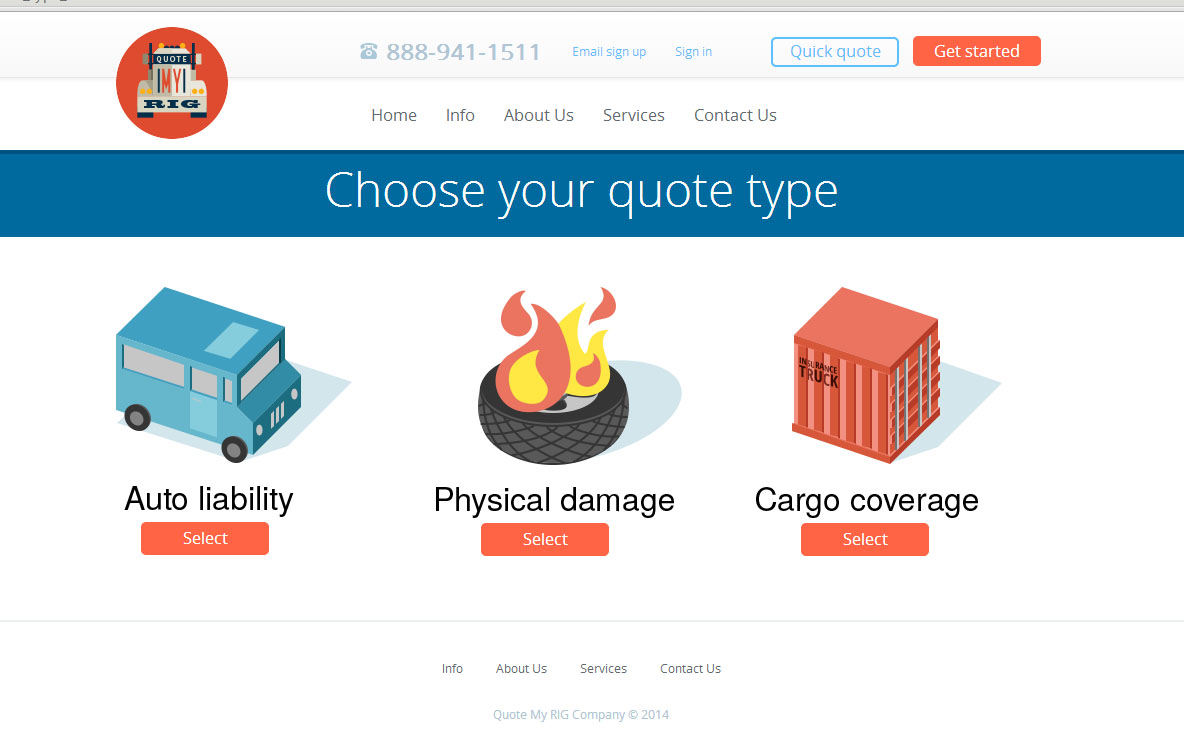 QUOTE
MY
RIG
888-941-1511 Email sign up Sign in Quick quote Get started
Home Info About Us Services Contact Us
Choose your quote type
INSURANCE
TRUCK
Auto liability Physical damage Cargo coverage
Select Select Select
Info About Us Services Contact Us
Quote My RIG Company © 2014